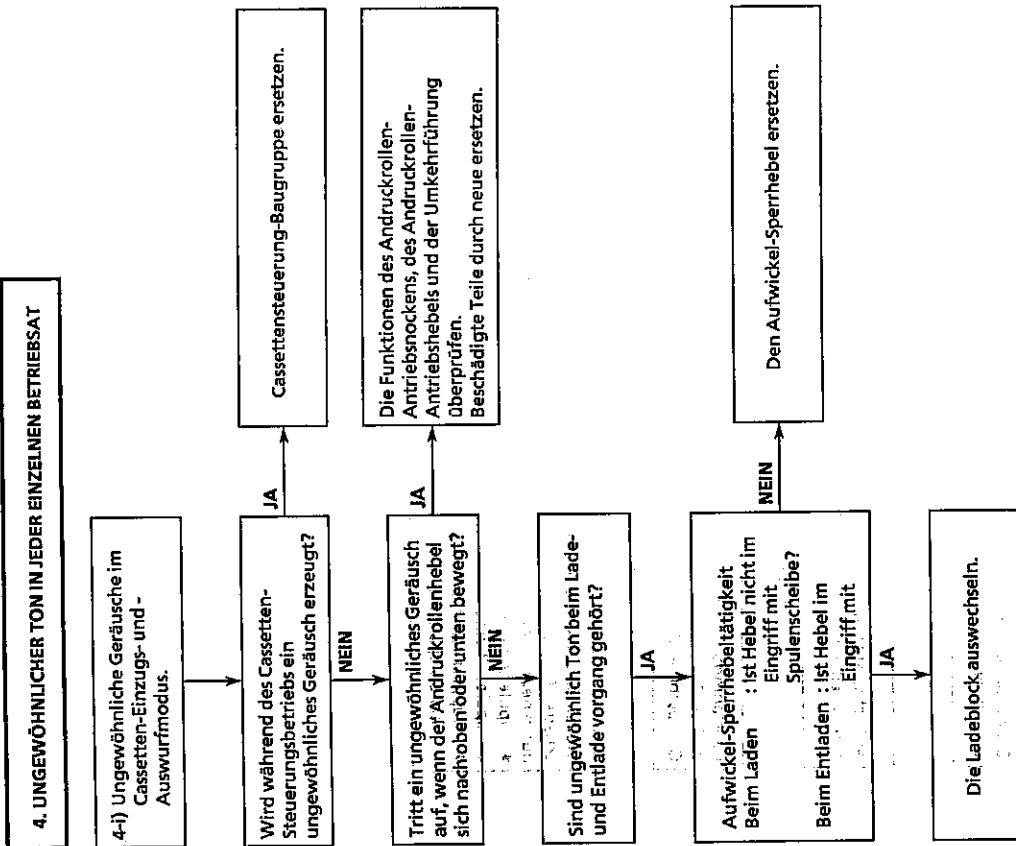 4. UNGEWÖHNLICHER TON IN JEDER EINZELNEN BETRIEBSAT
4-i) Ungewöhnliche Geräusche im
Cassetten-Einzugs- und -
Auswurfmodus.
Wird während des Cassetten-
Steuerungsbetriebs ein
ungewöhnliches Geräusch erzeugt?
JA
Cassettensteuerung-Baugruppe ersetzen.
NEIN
Tritt ein ungewöhnliches Geräusch
auf, wenn der Andruckrollenhebel
sich nach oben oder unten bewegt?
JA
Die Funktionen des Andruckrollen-
Antriebsnockens, des Andruckrollen-
Antriebshebels und der Umkehrführung
überprüfen.
Beschädigte Teile durch neue ersetzen.
NEIN
Sind ungewöhnlich Ton beim Lade-
und Entlade vorgang gehört?
JA
Aufwickel-Sperrhebeltätigkeit
Beim Laden : Ist Hebel nicht im
Eingriff mit
Spulenscheibe?
Beim Entladen : Ist Hebel im
Eingriff mit
NEIN
Den Aufwickel-Sperrhebel ersetzen.
JA
Die Ladeblock auswechseln.